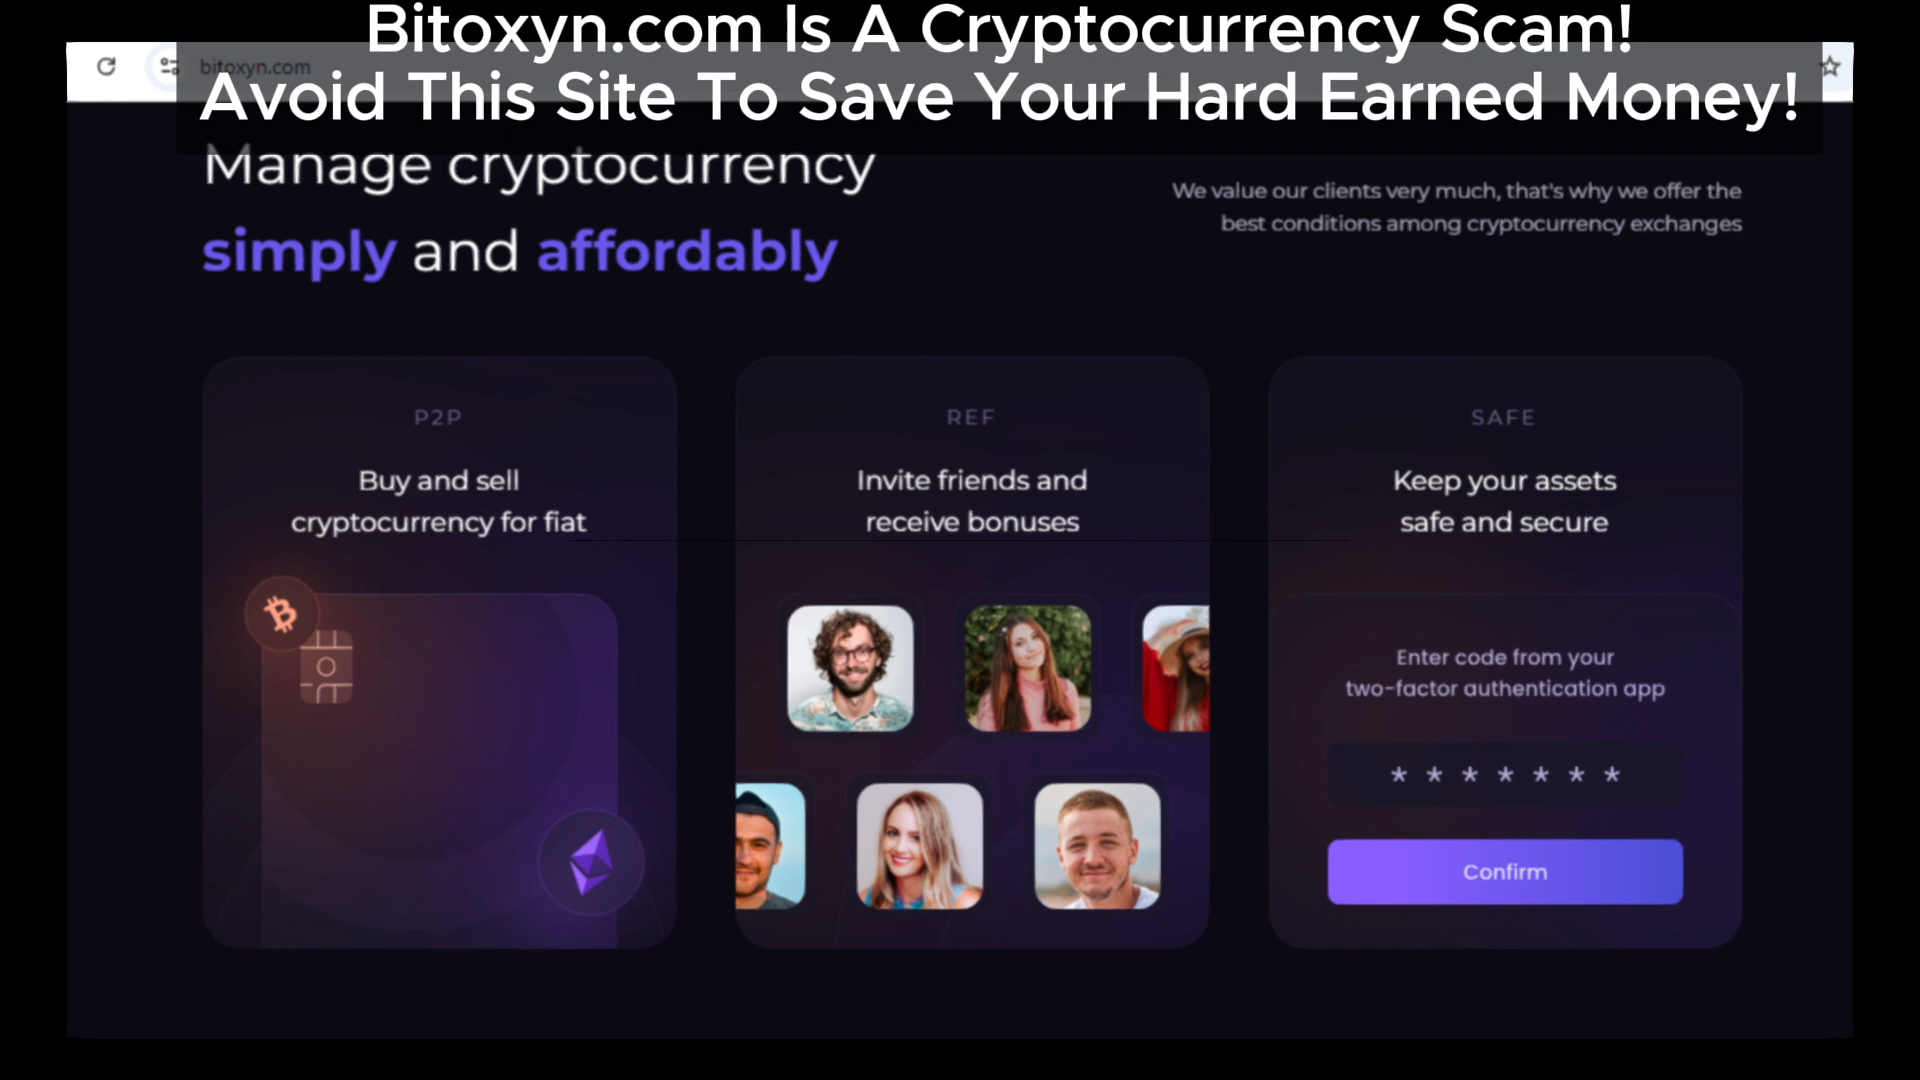 Bitoxyn.com Is A Cryptocurrency Scam!
bitoxyn.com
Avoid This Site To Save Your Hard Earned Money!
Manage cryptocurrency
simply and affordably
We value our clients very much, that's why we offer the
best conditions among cryptocurrency exchanges
P2P
Buy and sell
cryptocurrency for fiat
REF
Invite friends and
receive bonuses
SAFE
Keep your assets
safe and secure
Enter code from your
two-factor authentication app
* * * * * * *
Confirm